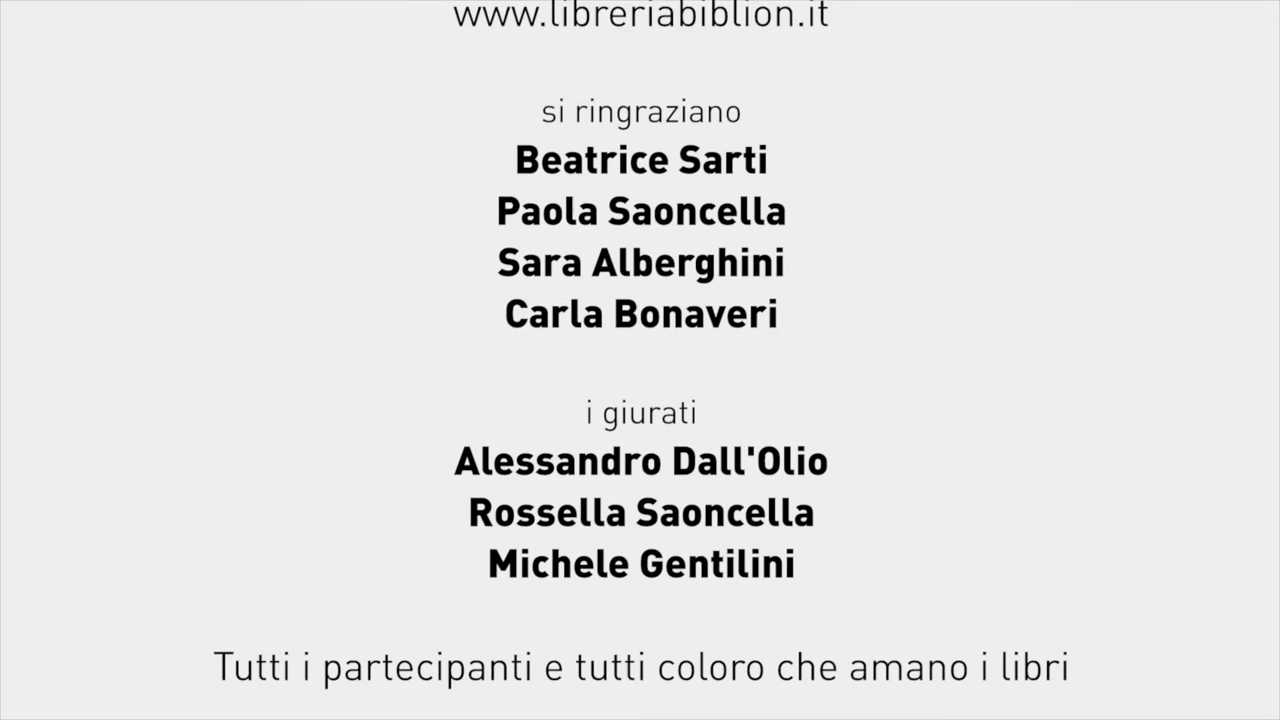 www.libreriabiblion.it
si ringraziano
Beatrice Sarti
Paola Saoncella
Sara Alberghini
Carla Bonaveri
i giurati
Alessandro Dall'Olio
Rossella Saoncella
Michele Gentilini
Tutti i partecipanti e tutti coloro che amano i libri